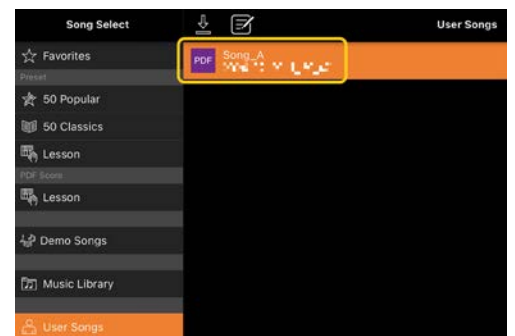 Song Select
User Songs
Favorites
Preset
50 Popular
50 Classics
Lesson
PDF Score
Lesson
Demo Songs
Music Library
User Songs
PDF
Song_A